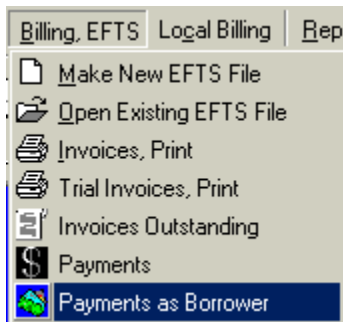 Billing, EFTS Local Billing Rep
Make New EFTS File
Open Existing EFTS File
Invoices, Print
Trial Invoices, Print
Invoices Outstanding
$ Payments
Payments as Borrower